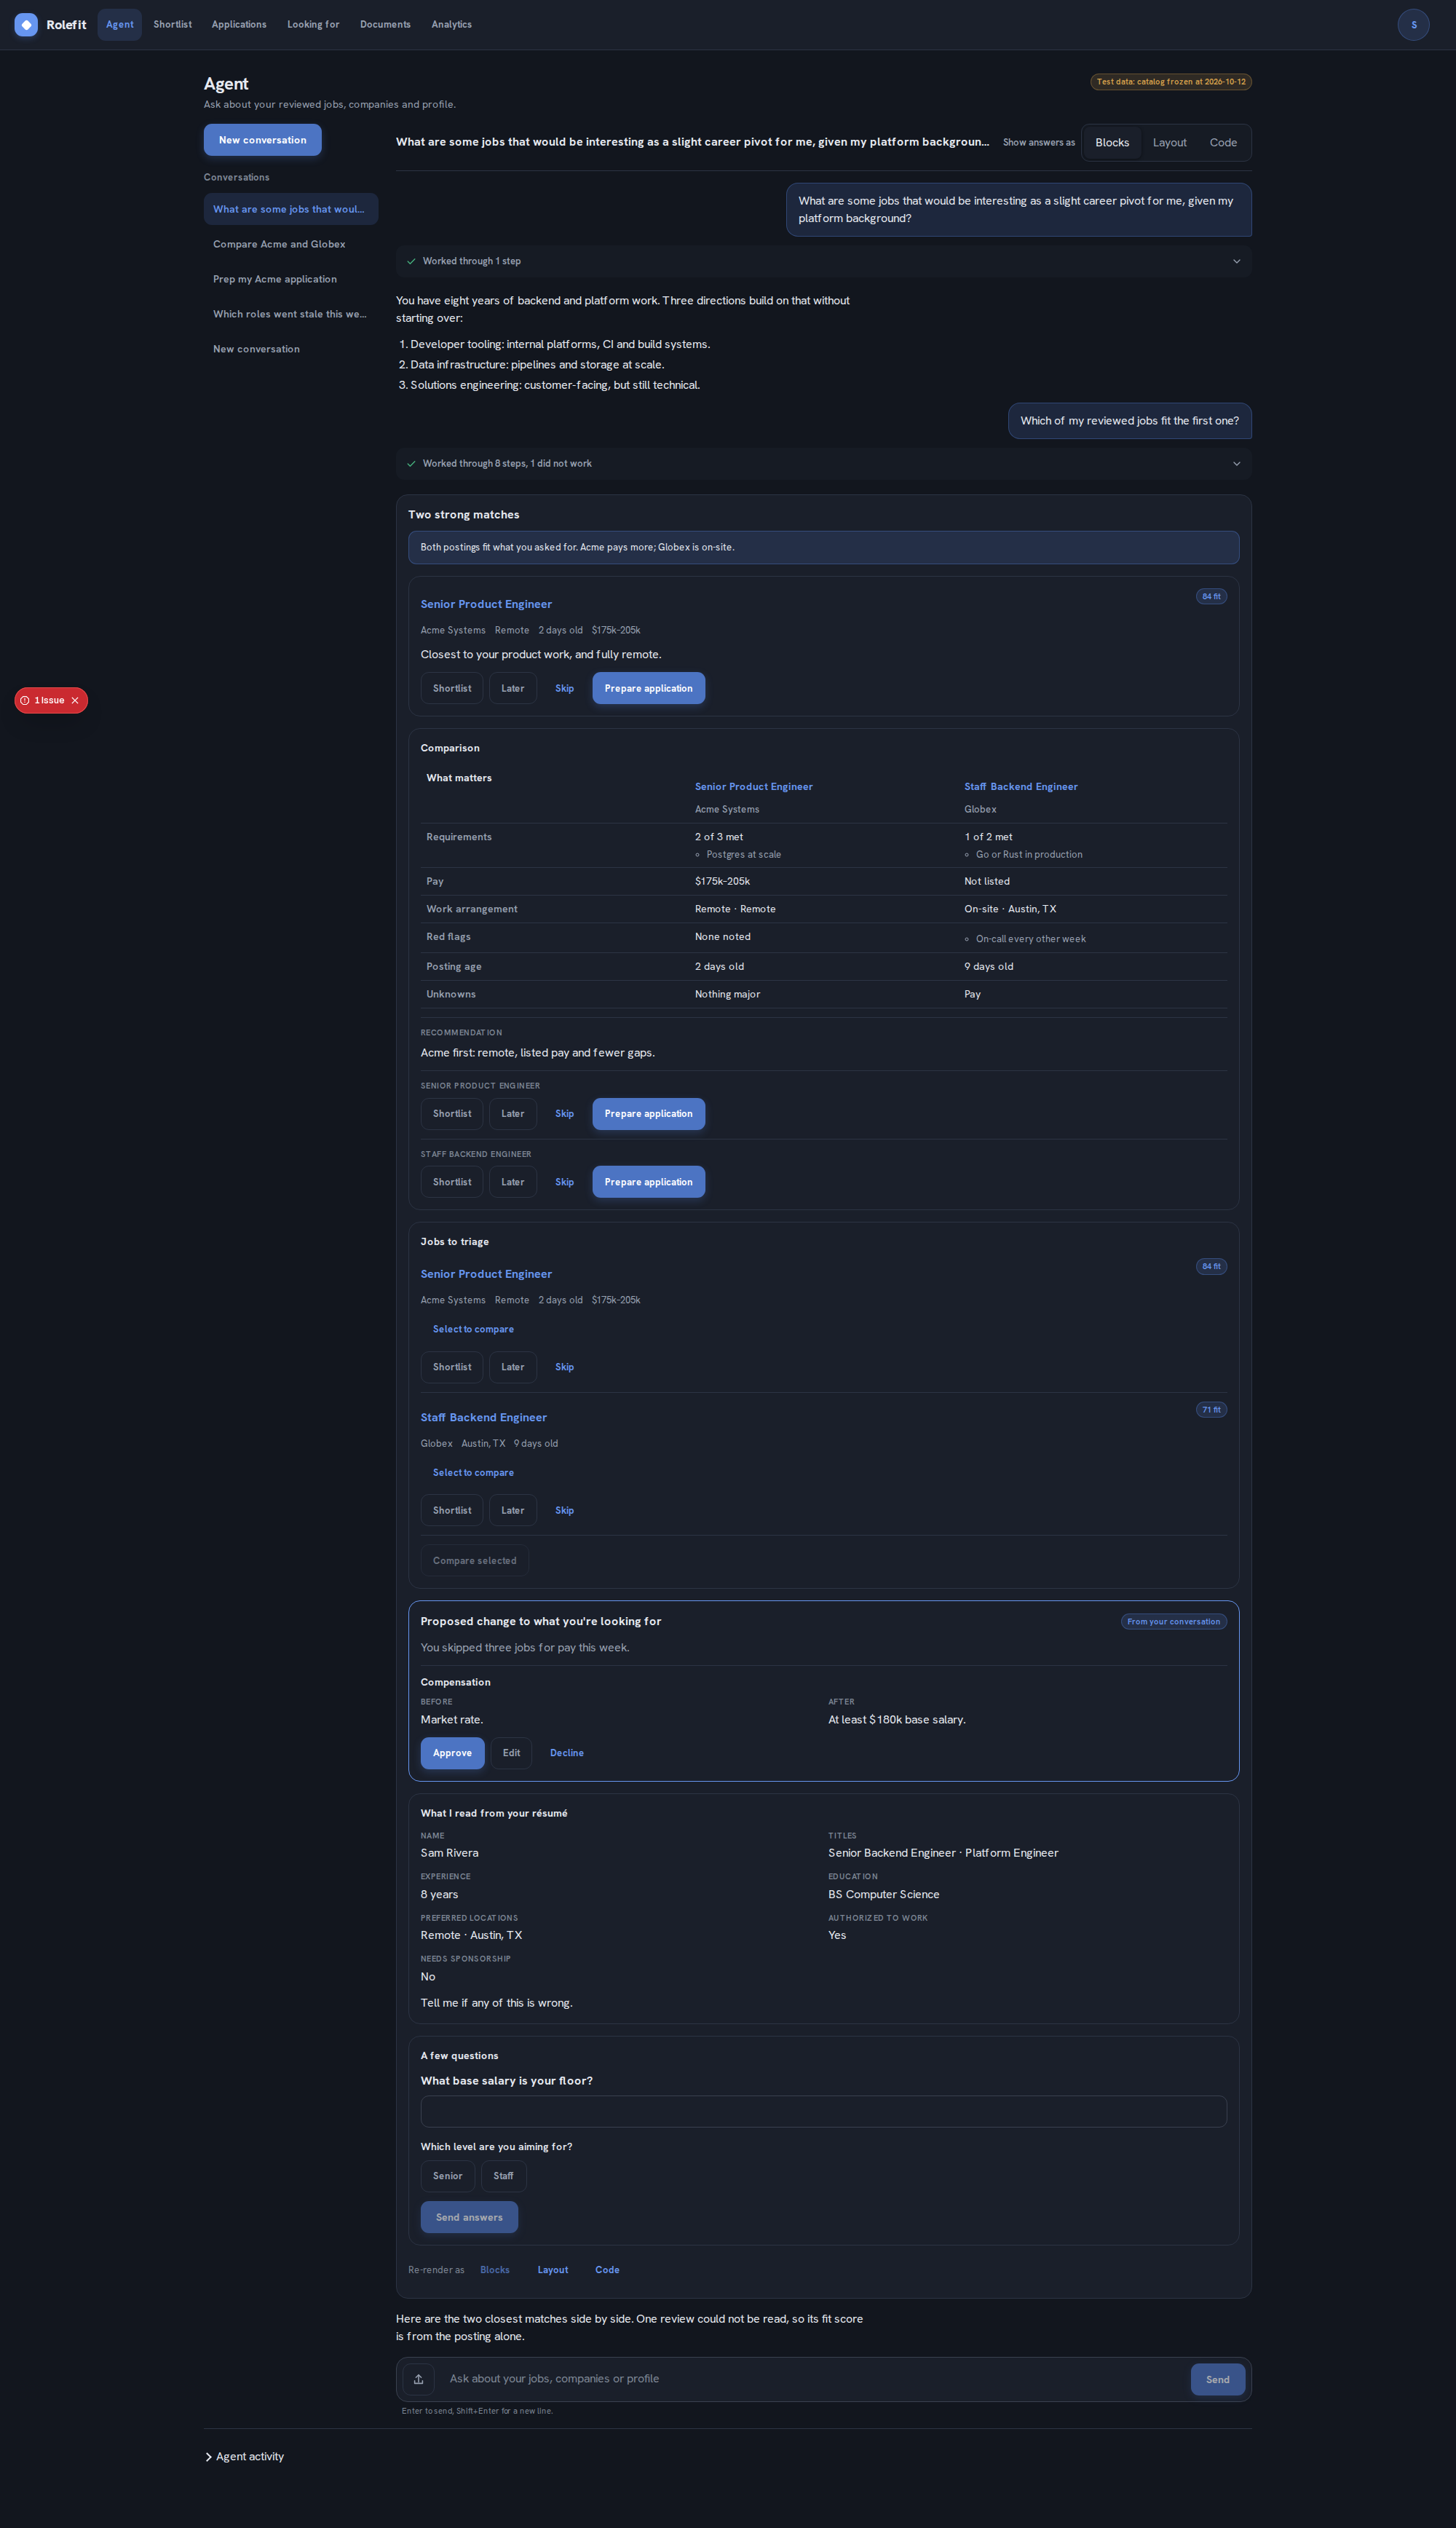 Rolefit
Agent
Shortlist
Applications
Looking for
Documents
Analytics
S
Agent
Test data: catalog frozen at 2026-10-12
Ask about your reviewed jobs, companies and profile.
New conversation
Conversations
What are some jobs that woul...
Compare Acme and Globex
Prep my Acme application
Which roles went stale this we...
New conversation
What are some jobs that would be interesting as a slight career pivot for me, given my platform backgroun...
Show answers as
Blocks
Layout
Code
What are some jobs that would be interesting as a slight career pivot for me, given my
platform background?
Worked through 1 step
You have eight years of backend and platform work. Three directions build on that without
starting over:
1. Developer tooling: internal platforms, CI and build systems.
2. Data infrastructure: pipelines and storage at scale.
3. Solutions engineering: customer-facing, but still technical.
Which of my reviewed jobs fit the first one?
Worked through 8 steps, 1 did not work
Two strong matches
Both postings fit what you asked for. Acme pays more; Globex is on-site.
Senior Product Engineer
84 fit
Acme Systems Remote 2 days old $175k–205k
Closest to your product work, and fully remote.
Shortlist
Later
Skip
Prepare application
1 Issue
Comparison
What matters
Senior Product Engineer
Staff Backend Engineer
Acme Systems
Globex
Requirements
2 of 3 met
1 of 2 met
Postgres at scale
Go or Rust in production
Pay
$175k–205k
Not listed
Work arrangement
Remote · Remote
On-site · Austin, TX
Red flags
None noted
On-call every other week
Posting age
2 days old
9 days old
Unknowns
Nothing major
Pay
RECOMMENDATION
Acme first: remote, listed pay and fewer gaps.
SENIOR PRODUCT ENGINEER
Shortlist
Later
Skip
Prepare application
STAFF BACKEND ENGINEER
Shortlist
Later
Skip
Prepare application
Jobs to triage
Senior Product Engineer
84 fit
Acme Systems Remote 2 days old $175k–205k
Select to compare
Shortlist
Later
Skip
Staff Backend Engineer
71 fit
Globex Austin, TX 9 days old
Select to compare
Shortlist
Later
Skip
Compare selected
Proposed change to what you're looking for
From your conversation
You skipped three jobs for pay this week.
Compensation
BEFORE
AFTER
Market rate.
At least $180k base salary.
Approve
Edit
Decline
What I read from your résumé
NAME
TITLES
Sam Rivera
Senior Backend Engineer · Platform Engineer
EXPERIENCE
EDUCATION
8 years
BS Computer Science
PREFERRED LOCATIONS
AUTHORIZED TO WORK
Remote · Austin, TX
Yes
NEEDS SPONSORSHIP
No
Tell me if any of this is wrong.
A few questions
What base salary is your floor?
Which level are you aiming for?
Senior
Staff
Send answers
Re-render as
Blocks
Layout
Code
Here are the two closest matches side by side. One review could not be read, so its fit score
is from the posting alone.
Ask about your jobs, companies or profile
Send
Enter to send, Shift+Enter for a new line.
Agent activity